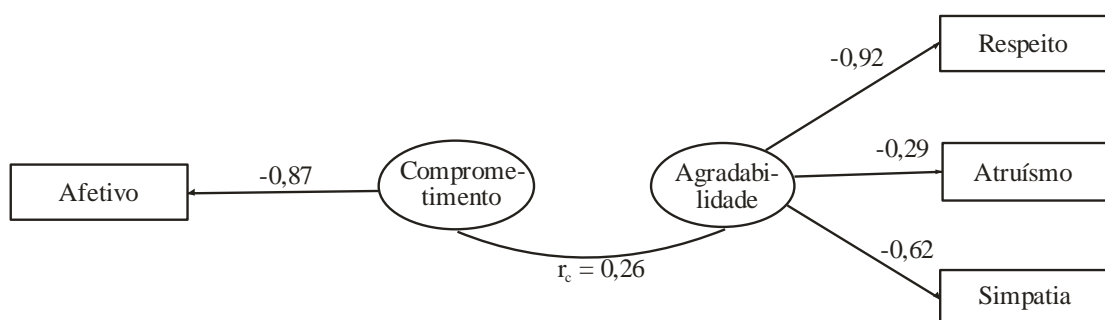 Respeito
-0,92
-0,87
Comprome-
timento
Agradabi-
lidade
-0,29
Afetivo
Atruísmo
r_c = 0,26
-0,62
Simpatia